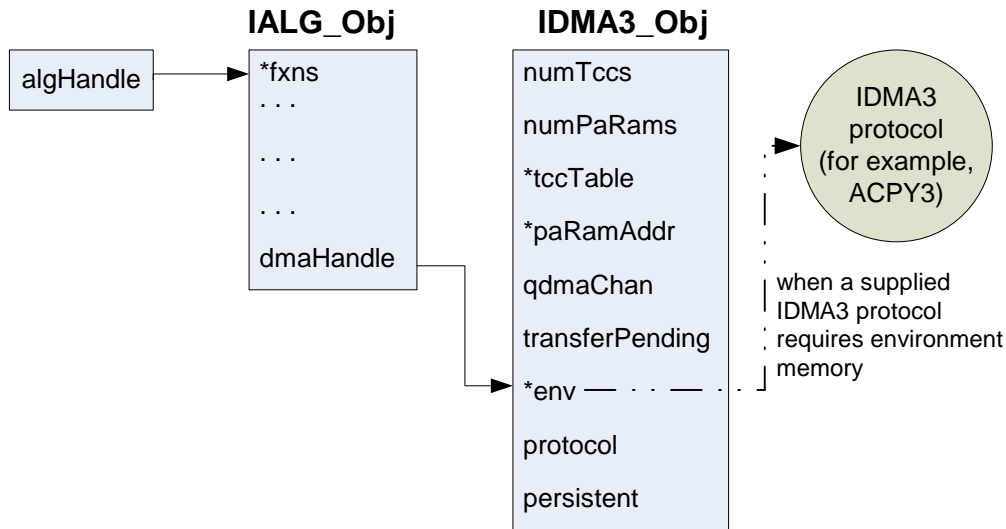 IALG_Obj
IDMA3_Obj
algHandle
*fxns
. . .
. . .
. . .
dmaHandle
numTccs
numPaRams
*tccTable
*paRamAddr
qdmaChan
transferPending
*env
protocol
persistent
IDMA3
protocol
(for example,
ACPY3)
when a supplied
IDMA3 protocol
requires environment
memory